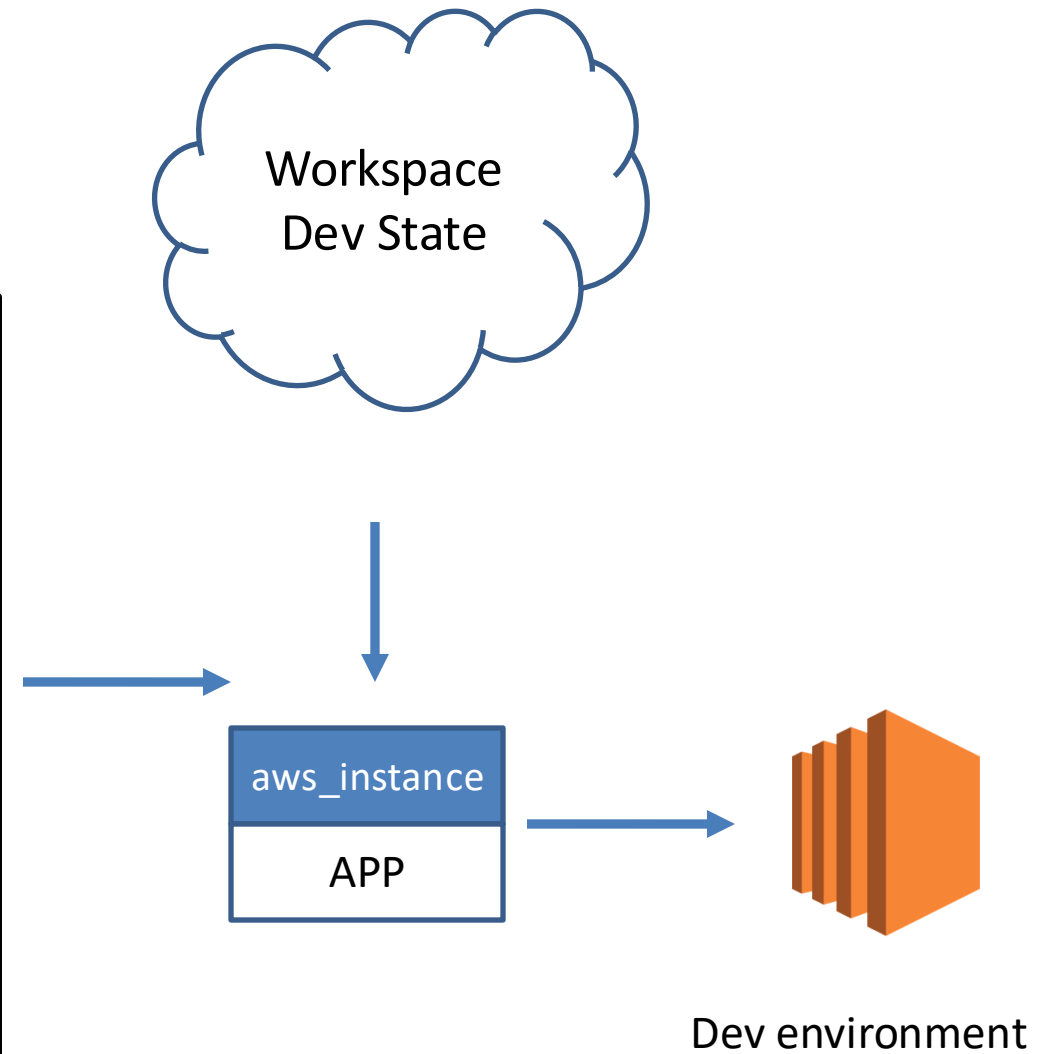 Workspace
Dev State
aws_instance
APP
Dev environment